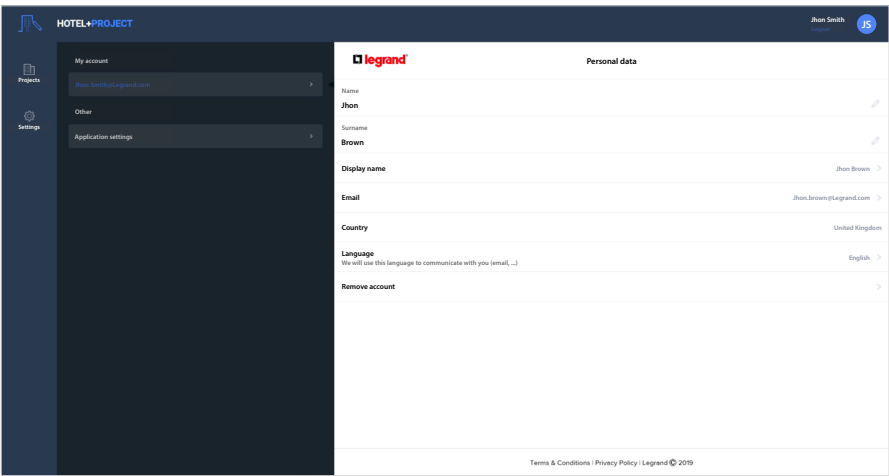 HOTEL+PROJECT
Jhon Smith
Logout
JS
Projects
Settings
My account
Jhon.Smith@Legrand.com
Other
Application settings
legrand®
Personal data
Name
Jhon
Surname
Brown
Display name
Jhon Brown
Email
Jhon.brown@Legrand.com
Country
United Kingdom
Language
English
We will use this language to communicate with you (email, ...)
Remove account
Terms & Conditions | Privacy Policy | Legrand © 2019